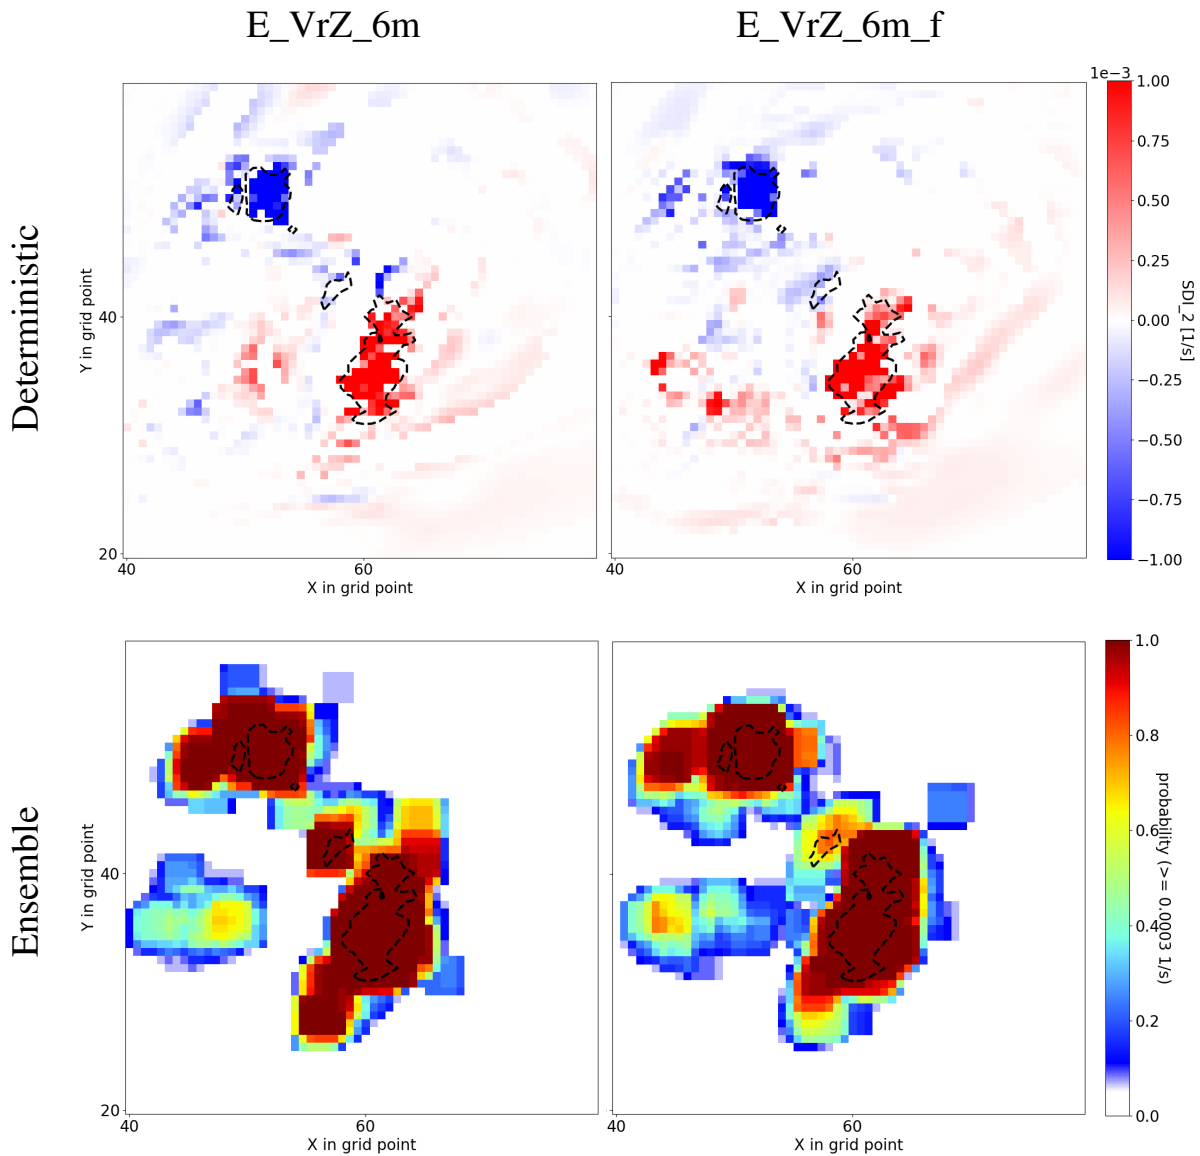 E_VrZ_6m
E_VrZ_6m_f
Deterministic
Y in grid point
40
20
40
60
X in grid point
40
60
X in grid point
1e−3
1.00
0.75
0.50
0.25
0.00
−0.25
−0.50
−0.75
−1.00
SDI_2 [1/s]
Ensemble
Y in grid point
40
20
40
60
X in grid point
40
60
X in grid point
1.0
0.8
0.6
0.4
0.2
0.0
probability (>= 0.0003 1/s)